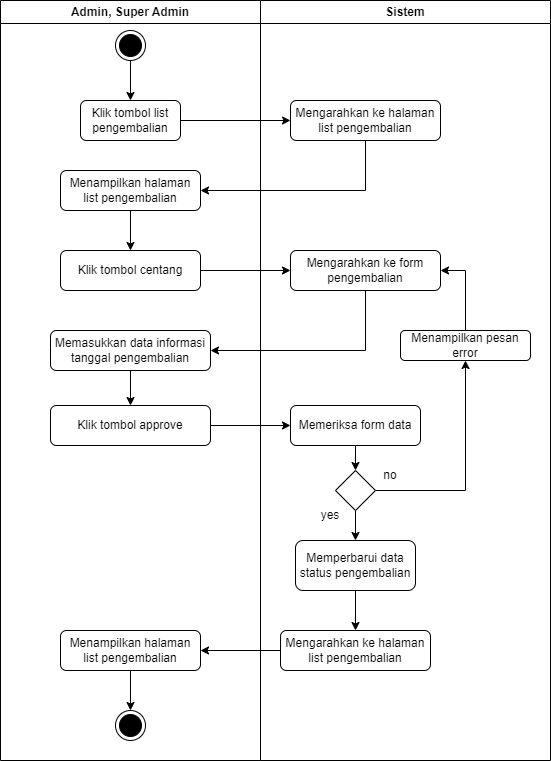 Admin, Super Admin
Sistem
Klik tombol list
pengembalian
Mengarahkan ke halaman
list pengembalian
Menampilkan halaman
list pengembalian
Klik tombol centang
Mengarahkan ke form
pengembalian
Memasukkan data informasi
tanggal pengembalian
Menampilkan pesan
error
Klik tombol approve
Memeriksa form data
no
yes
Memperbarui data
status pengembalian
Mengarahkan ke halaman
list pengembalian
Menampilkan halaman
list pengembalian